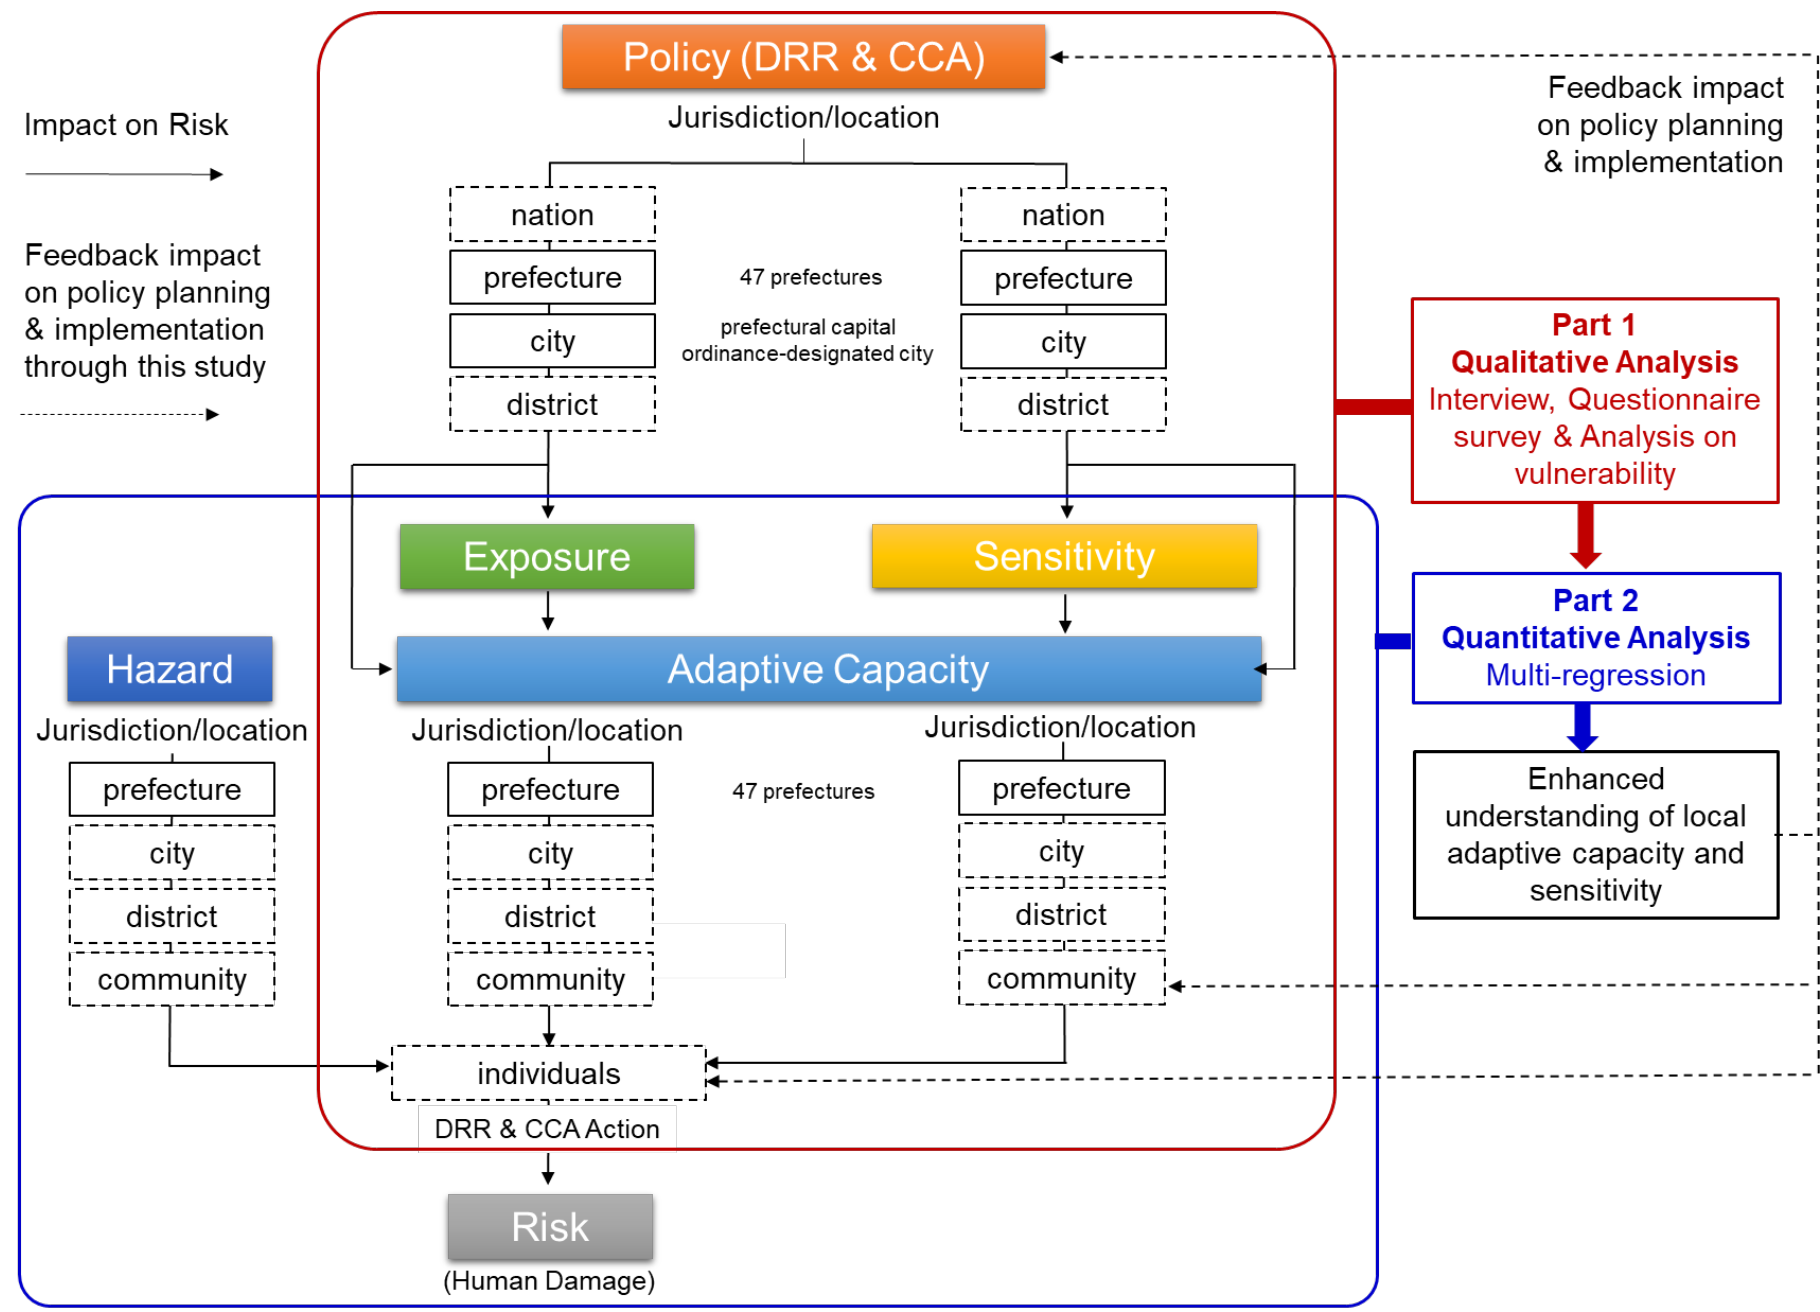 Policy (DRR & CCA)
Jurisdiction/location
Impact on Risk
Feedback impact
on policy planning
& implementation
through this study
Feedback impact
on policy planning
& implementation
nation
prefecture
city
district
47 prefectures
prefectural capital
ordinance-designated city
nation
prefecture
city
district
Part 1
Qualitative Analysis
Interview, Questionnaire
survey & Analysis on
vulnerability
Exposure
Sensitivity
Part 2
Quantitative Analysis
Multi-regression
Hazard
Adaptive Capacity
Jurisdiction/location
prefecture
city
district
community
Jurisdiction/location
prefecture
city
district
community
47 prefectures
Jurisdiction/location
prefecture
city
district
community
Enhanced
understanding of local
adaptive capacity and
sensitivity
individuals
DRR & CCA Action
Risk
(Human Damage)